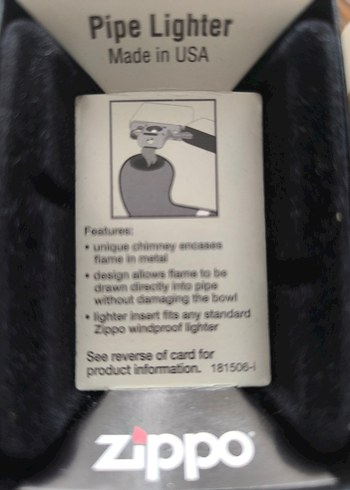 Pipe Lighter
Made in USA
Features:
• unique chimney encases
flame in metal
• design allows flame to be
drawn directly into pipe
without damaging the bowl
• lighter insert fits any standard
Zippo windproof lighter
See reverse of card for
product information. 181506-i
zippo